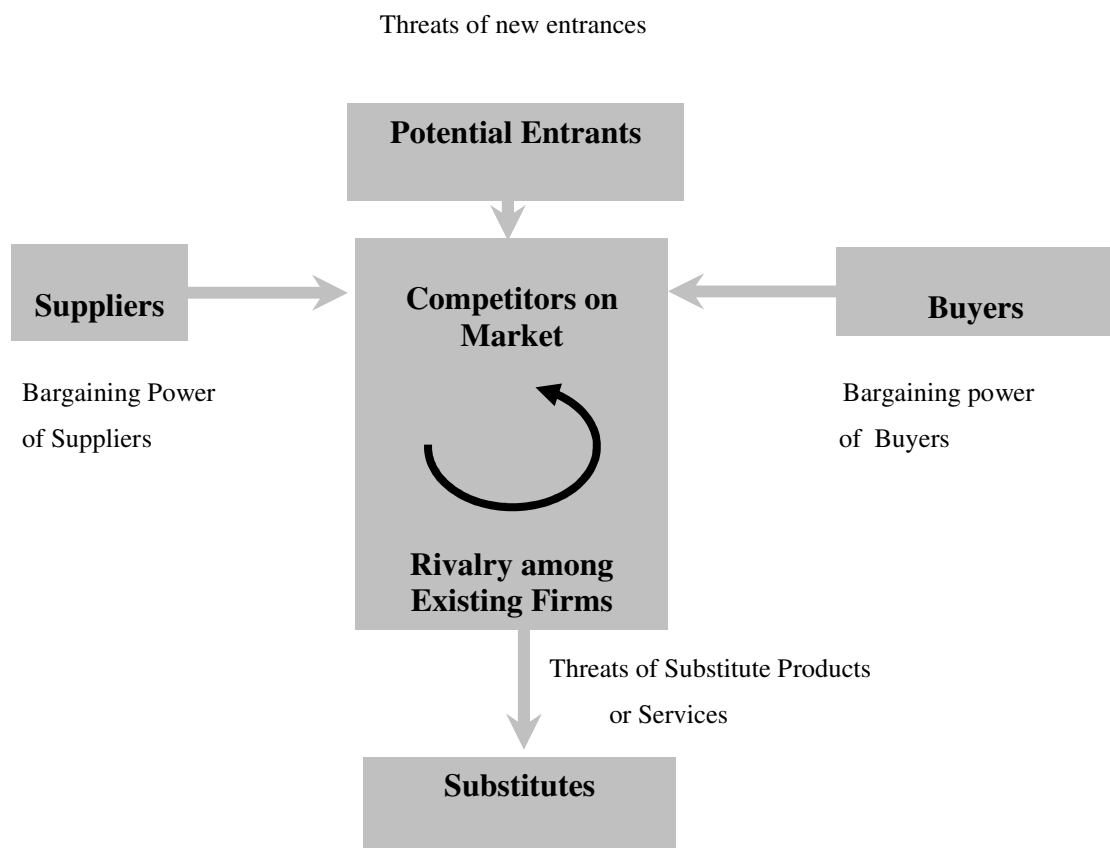 Threats of new entrances
Potential Entrants
Suppliers
Competitors on
Market
Buyers
Bargaining Power
of Suppliers
Bargaining power
of Buyers
Rivalry among
Existing Firms
Threats of Substitute Products
or Services
Substitutes